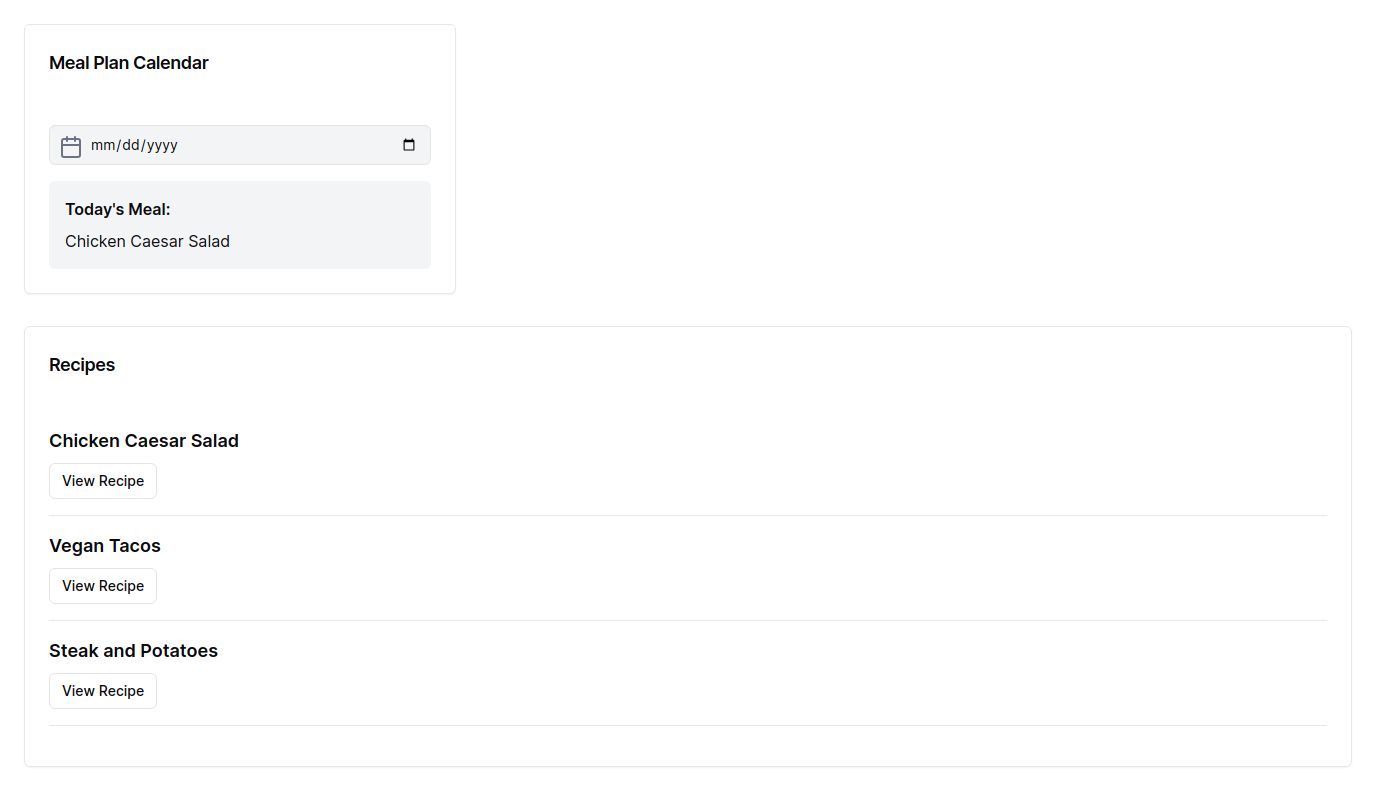 Meal Plan Calendar
mm/dd/yyyy
Today's Meal:
Chicken Caesar Salad
Recipes
Chicken Caesar Salad
View Recipe
Vegan Tacos
View Recipe
Steak and Potatoes
View Recipe